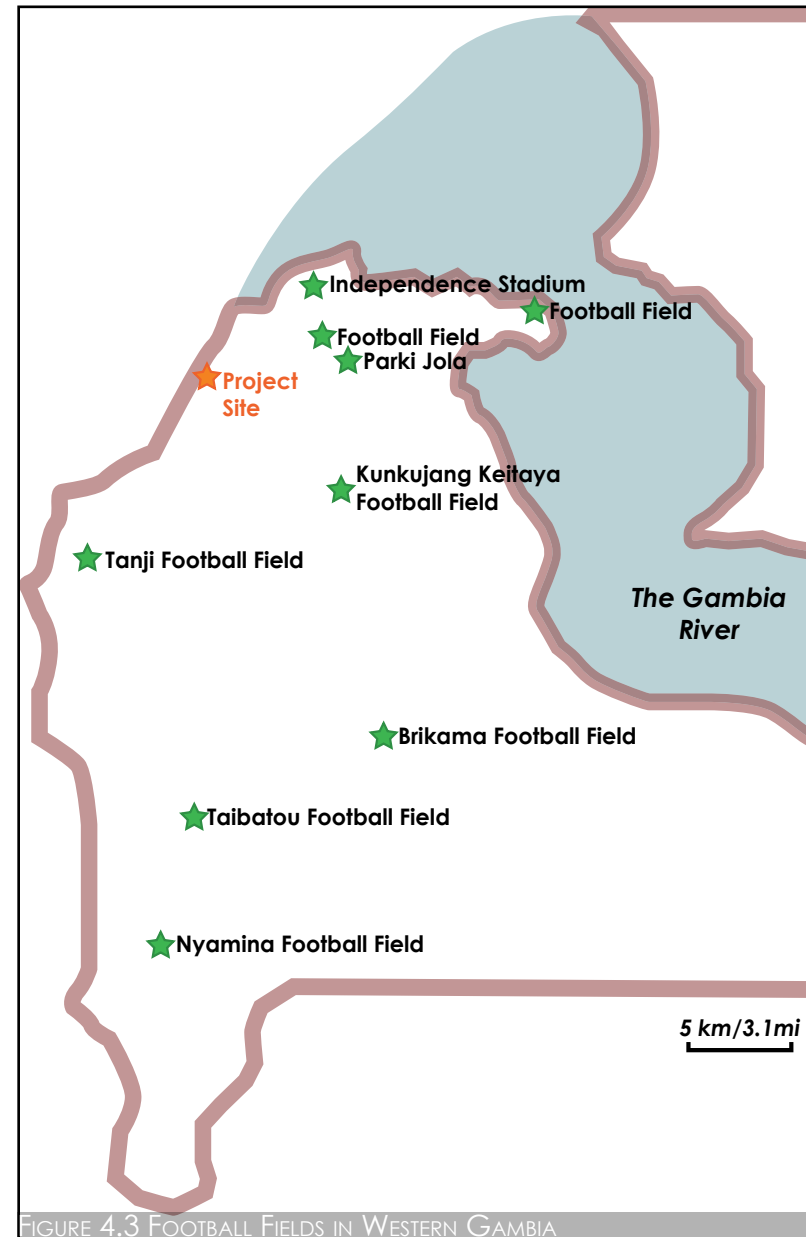 Independence Stadium
Football Field
Football Field
Parki Jola
Project
Site
Kunkujang Keitaya
Football Field
Tanji Football Field
The Gambia
River
Brikama Football Field
Taibatou Football Field
Nyamina Football Field
5 km/3.1mi
Figure 4.3 Football Fields in Western Gambia